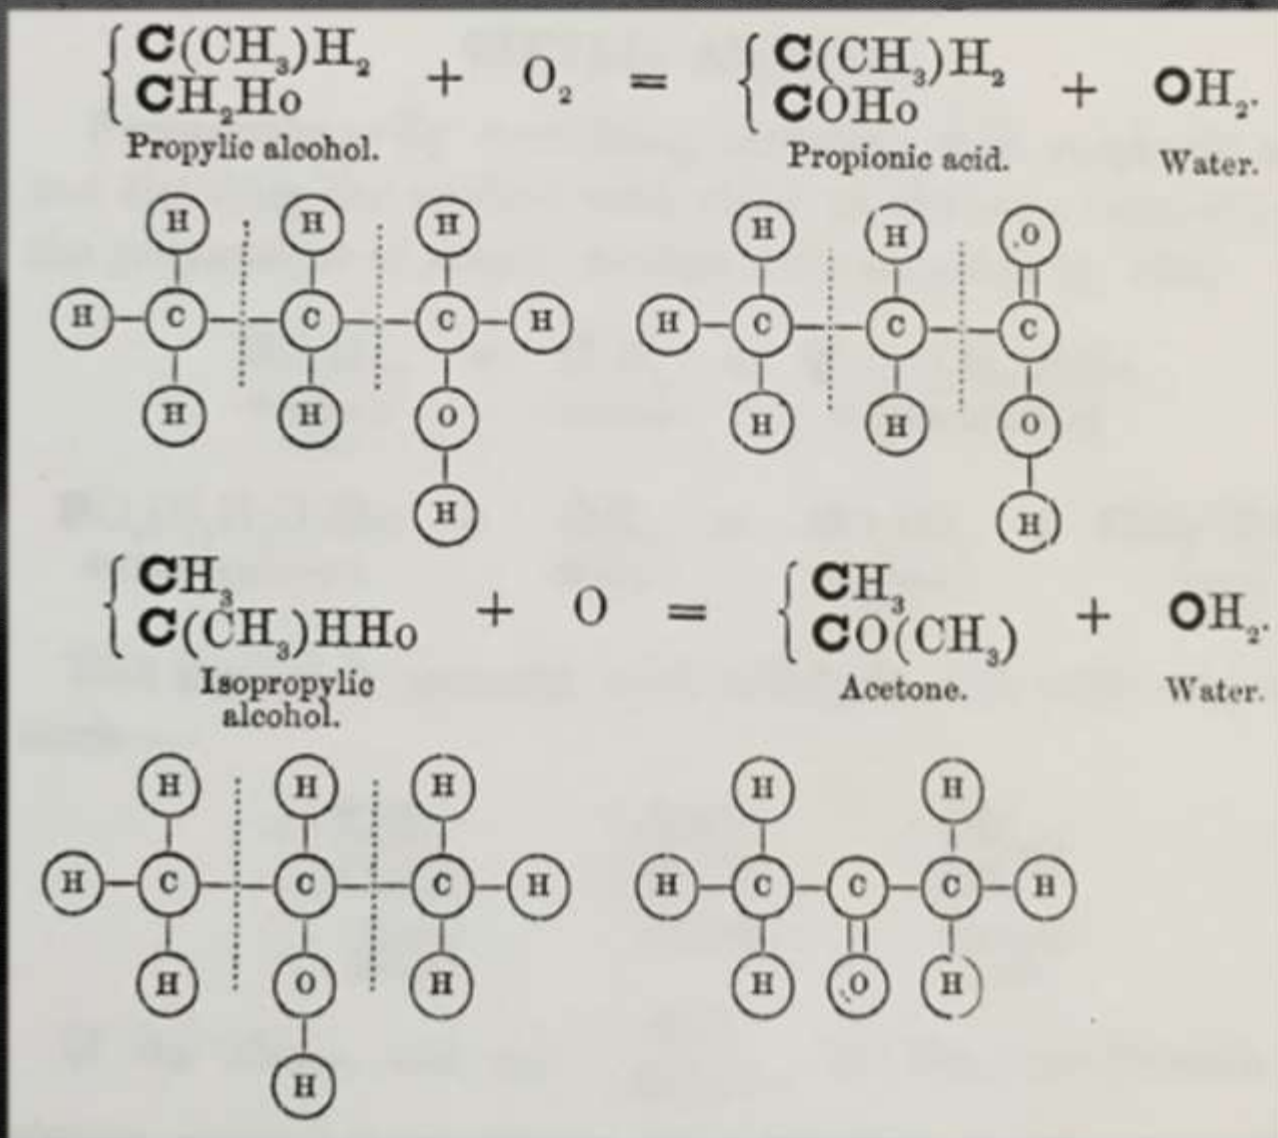 C(CH₃)H₂ + O₂ = C(CH₃)H₂ + OH₂.
CH₂Ho COHo
Propylic alcohol. Propionic acid. Water.
H H H H H O
H C C C H H C C C
H H O H H O
H H
CH₃ + O = CH₃ + OH₂.
C(CH₃)HHo CO(CH₃)
Isopropylic Acetone. Water.
alcohol.
H H H H H
H C C C H H C C C H
H O H H O H
H